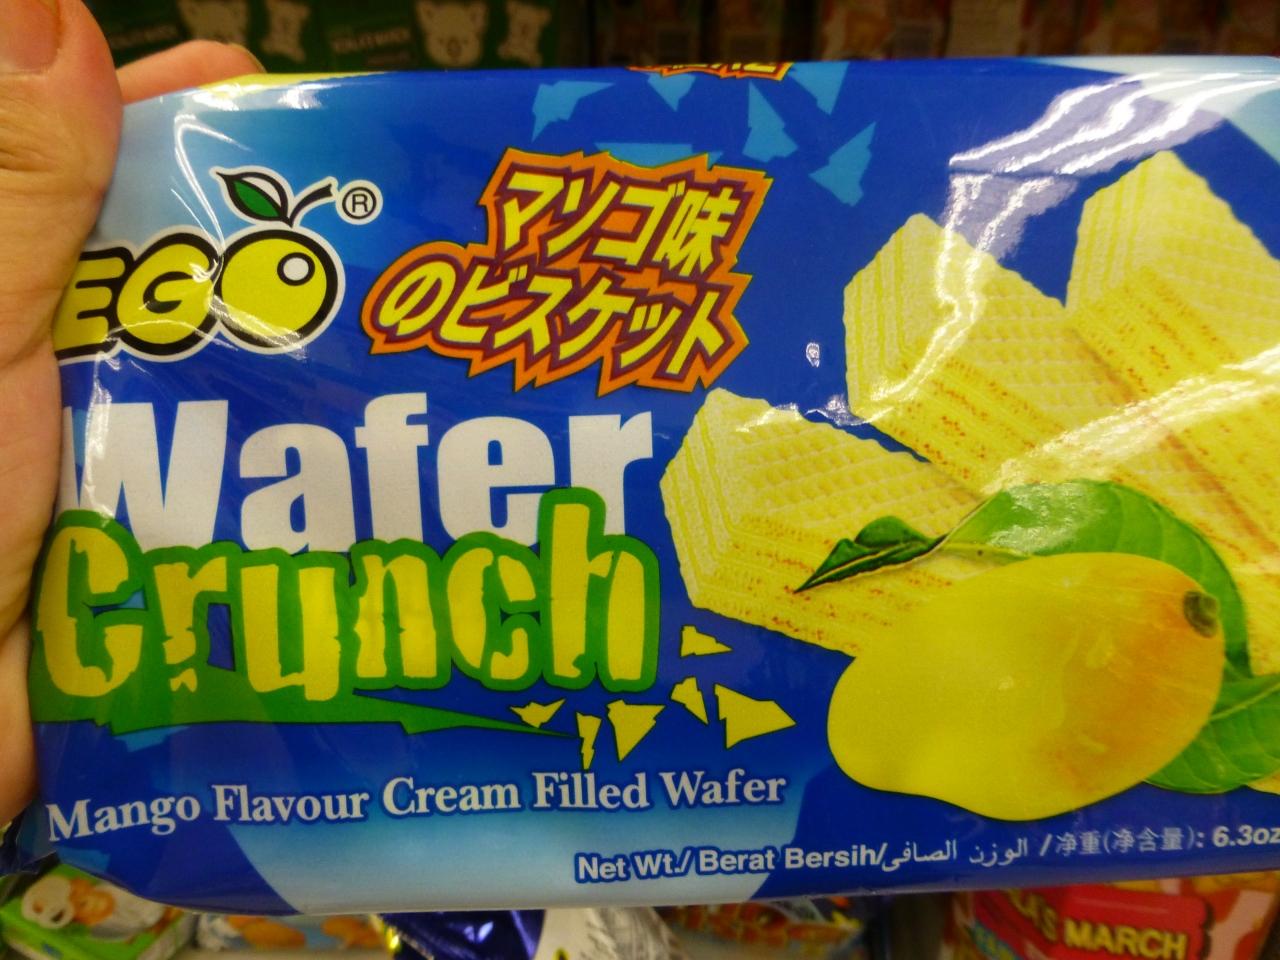 EGO®
マソゴ味
のビスケット
Wafer
Crunch
Mango Flavour Cream Filled Wafer
Net Wt./ Berat Bersih/الوزن الصافي /净重(净含量): 6.3oz
MARCH